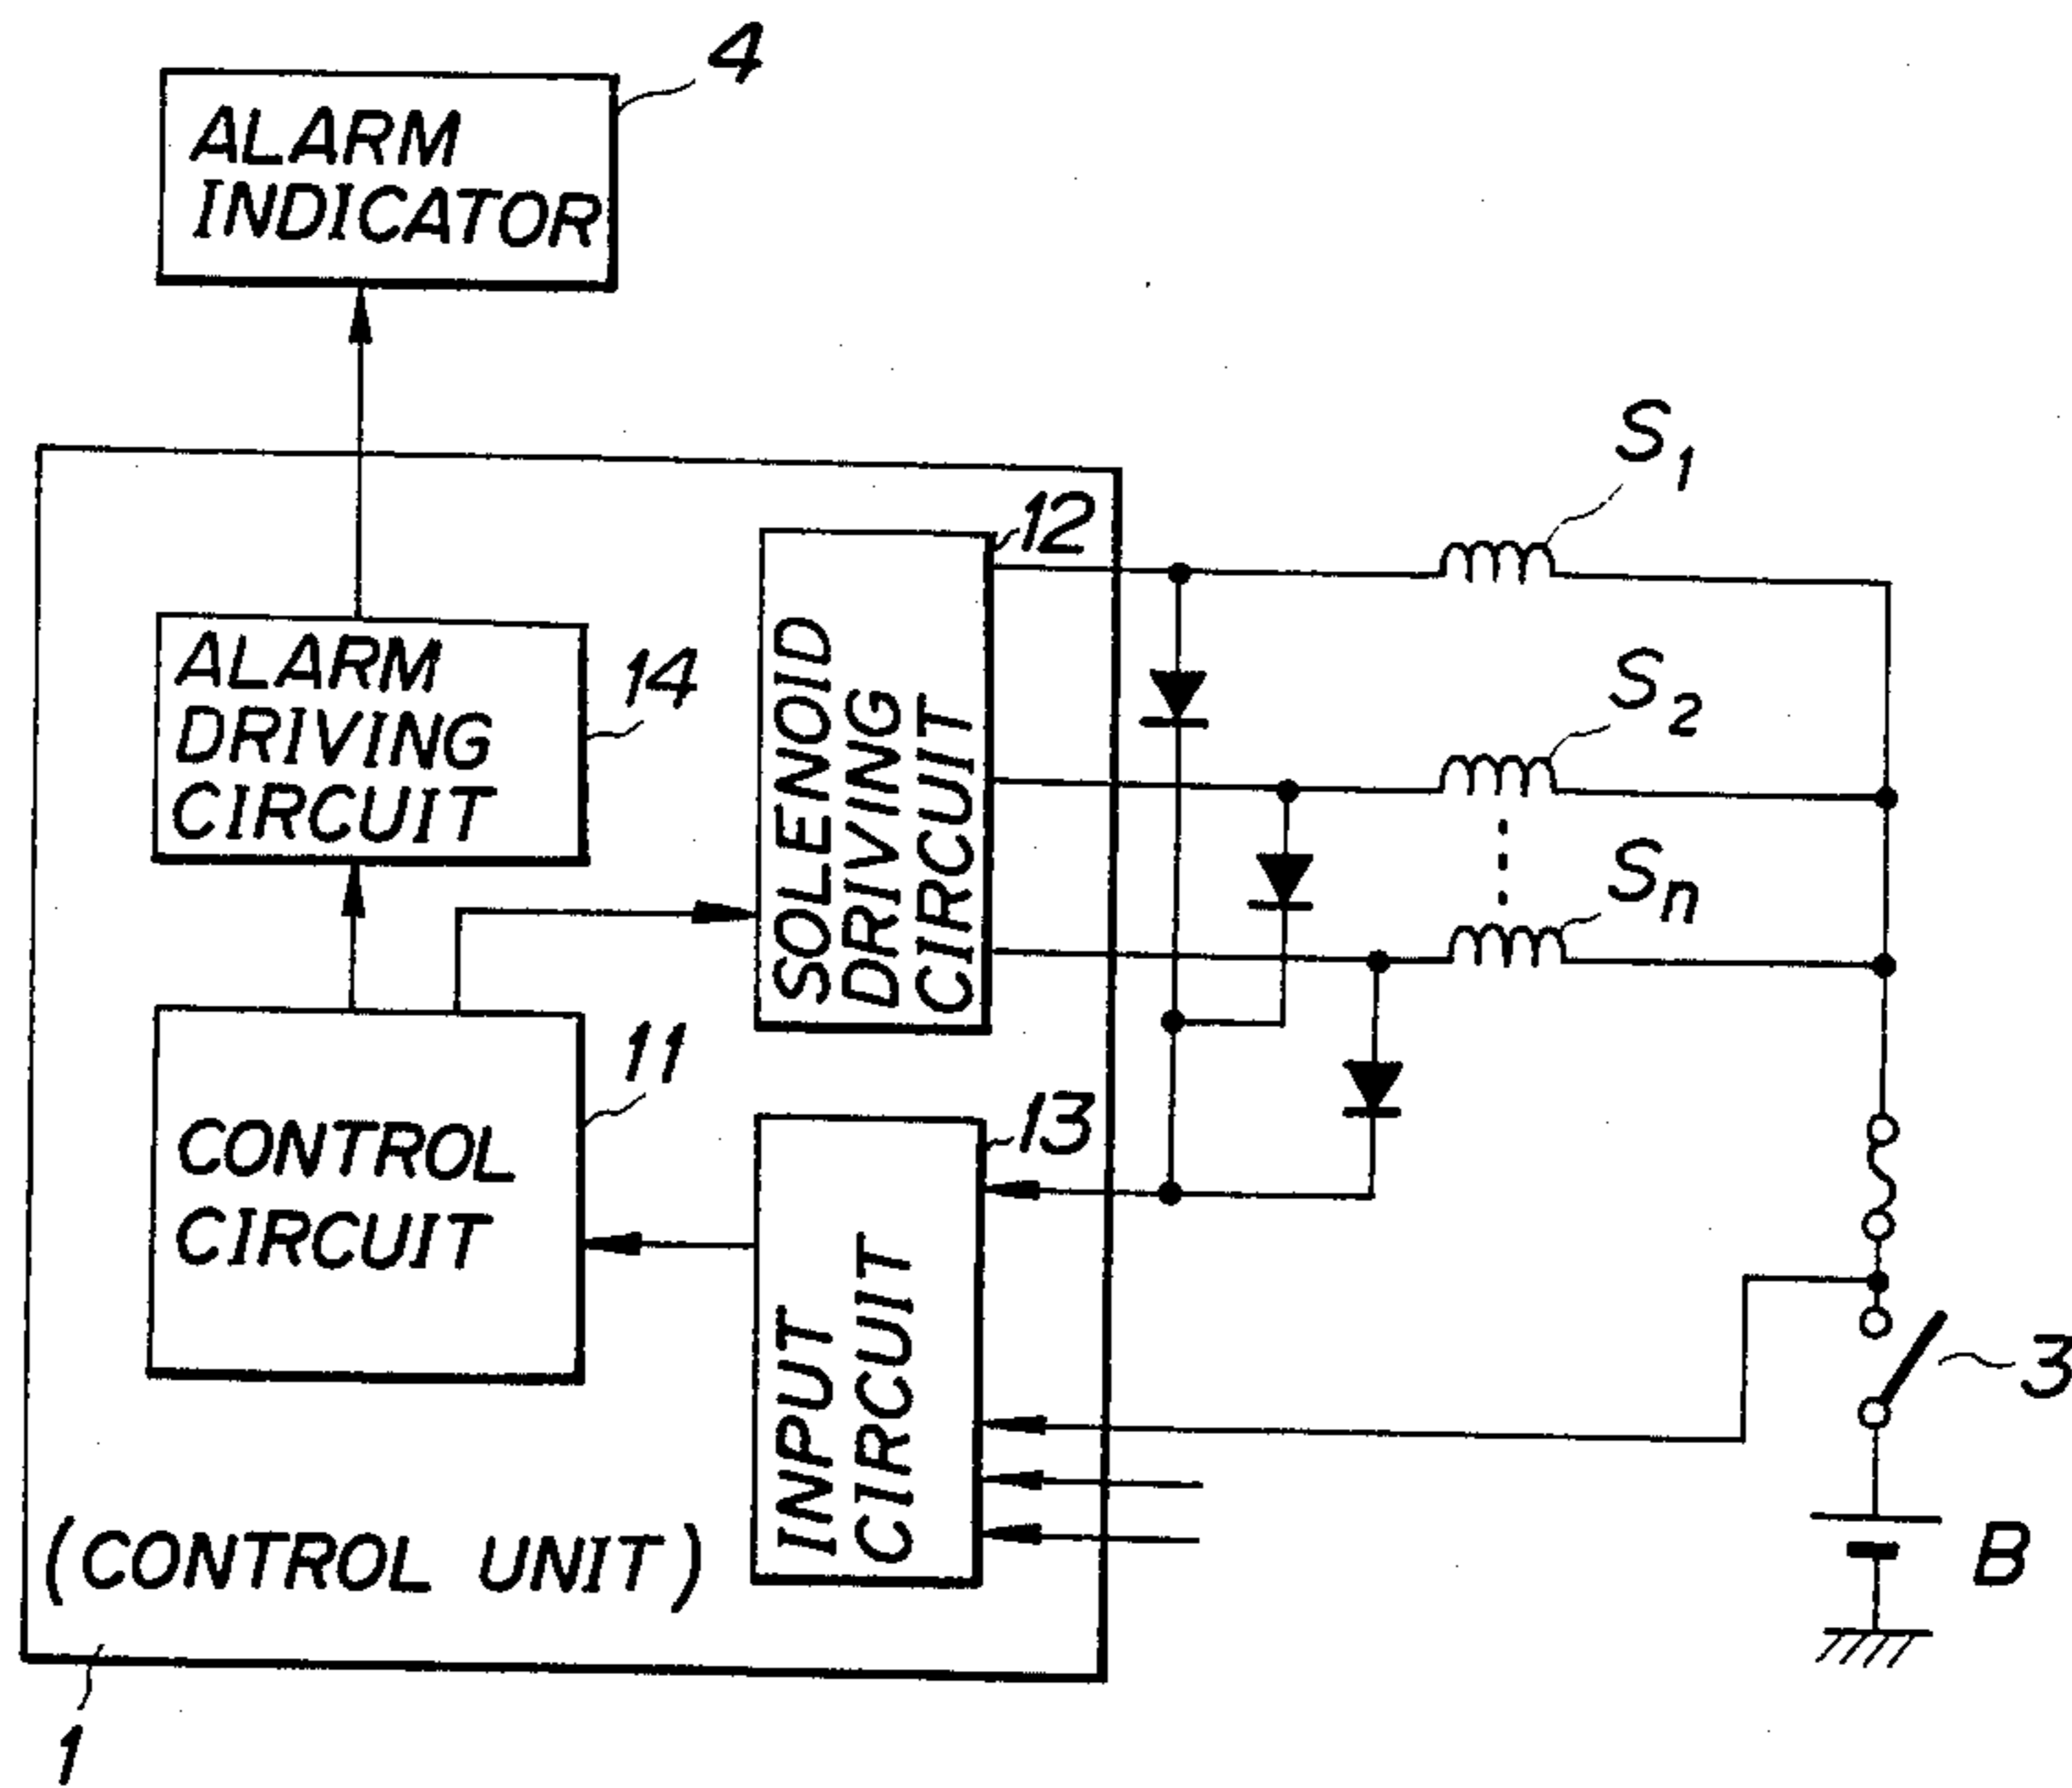 4
ALARM
INDICATOR
S1
12
S2
ALARM
DRIVING
CIRCUIT
14
SOLENOID
DRIVING
CIRCUIT
Sn
11
CONTROL
CIRCUIT
13
INPUT
CIRCUIT
3
(CONTROL UNIT)
B
1